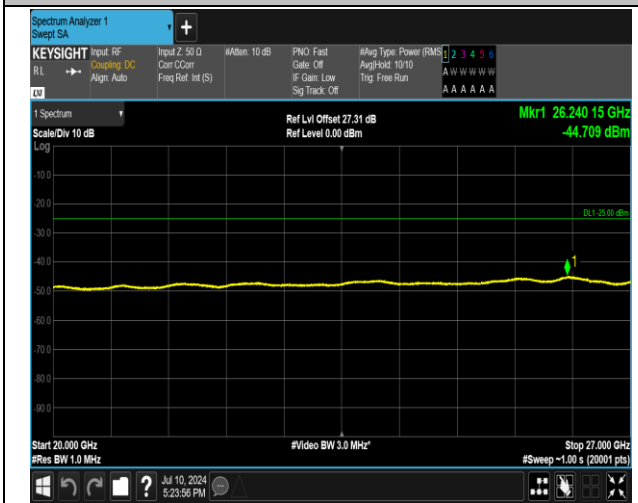 Spectrum Analyzer 1
Swept SA
+
KEYSIGHT
RL
LXI
Input: RF
Coupling: DC
Align: Auto
Input Z: 50 Ω
Corr CCorr
Freq Ref: Int (S)
#Atten: 10 dB
PNO: Fast
Gate: Off
IF Gain: Low
Sig Track: Off
#Avg Type: Power (RMS
Avg|Hold: 10/10
Trig: Free Run
1 2 3 4 5 6
A W W W W W
A A A A A A
1 Spectrum
Scale/Div 10 dB
Log
Ref Lvl Offset 27.31 dB
Ref Level 0.00 dBm
Mkr1 26.240 15 GHz
-44.709 dBm
-10.0
-20.0
DL1 -25.00 dBm
-30.0
-40.0
1
-50.0
-60.0
-70.0
-80.0
-90.0
Start 20.000 GHz
#Res BW 1.0 MHz
#Video BW 3.0 MHz*
Stop 27.000 GHz
#Sweep ~1.00 s (20001 pts)
?
Jul 10, 2024
5:23:56 PM